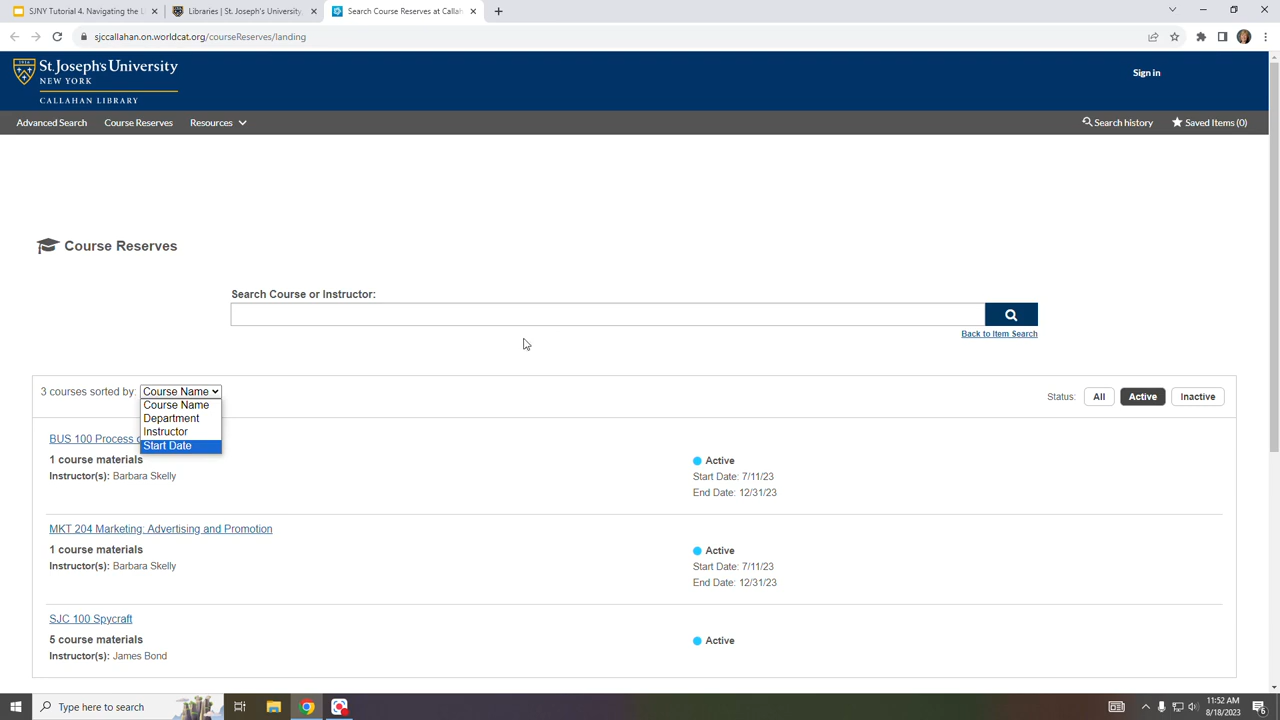 SJNY Tutorial 4. Navigating the L
Libraries | St. Joseph's University,
Search Course Reserves at Callah
sjccallahan.on.worldcat.org/courseReserves/landing
1916
St. Joseph's University
NEW YORK
CALLAHAN LIBRARY
Sign in
Advanced Search
Course Reserves
Resources
Search history
Saved Items (0)
Course Reserves
Search Course or Instructor:
Back to Item Search
3 courses sorted by: Course Name
Status: All Active Inactive
Course Name
Department
Instructor
Start Date
BUS 100 Process
1 course materials
Instructor(s): Barbara Skelly
Active
Start Date: 7/11/23
End Date: 12/31/23
MKT 204 Marketing: Advertising and Promotion
1 course materials
Instructor(s): Barbara Skelly
Active
Start Date: 7/11/23
End Date: 12/31/23
SJC 100 Spycraft
5 course materials
Instructor(s): James Bond
Active
Type here to search
11:52 AM
8/18/2023
6